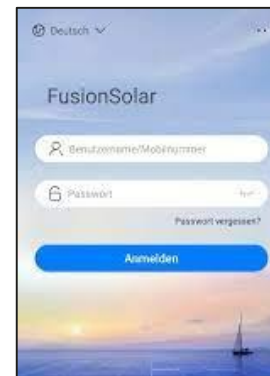 Deutsch
FusionSolar
Benutzername/Mobilnummer
Passwort
Passwort vergessen?
Anmelden